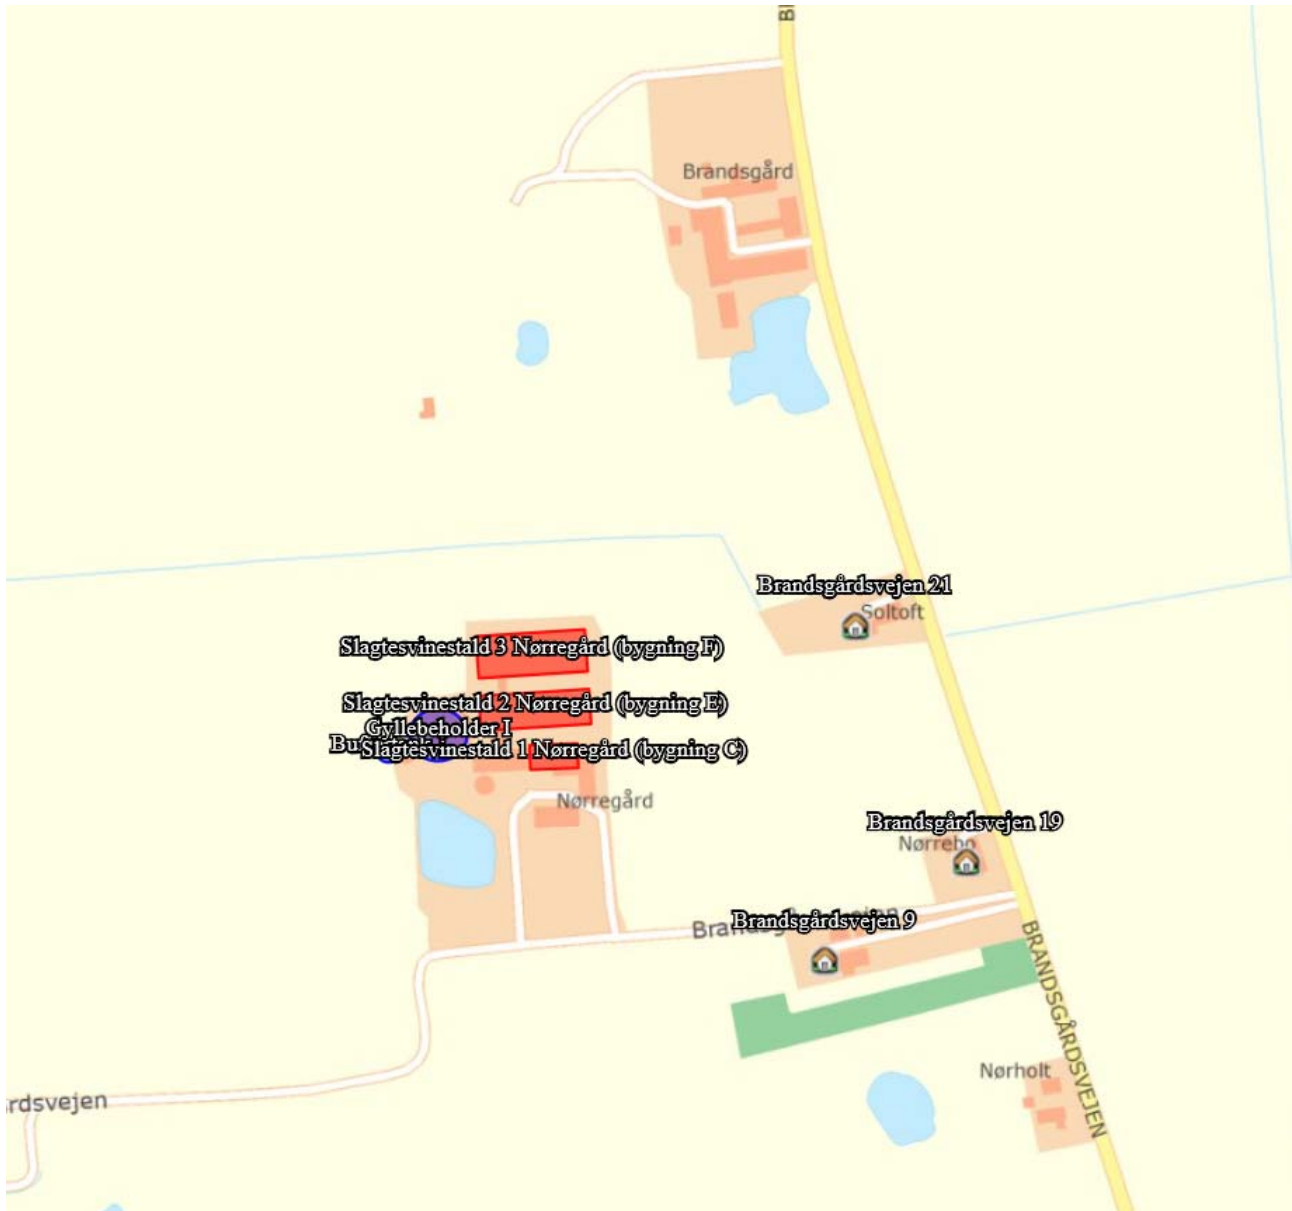 Brandsgård
Brandsgårdsvejen 21
Soltoft
Slagtesvinestald 3 Nørregård (bygning F)
Slagtesvinestald 2 Nørregård (bygning E)
Gyllebeholder I
Slagtesvinestald 1 Nørregård (bygning C)
Nørregård
Brandsgårdsvejen 19
Nørrebo
Brandsgårdsvejen 9
BRANDSGÅRDSVEJEN
Nørholt
rdsvejen